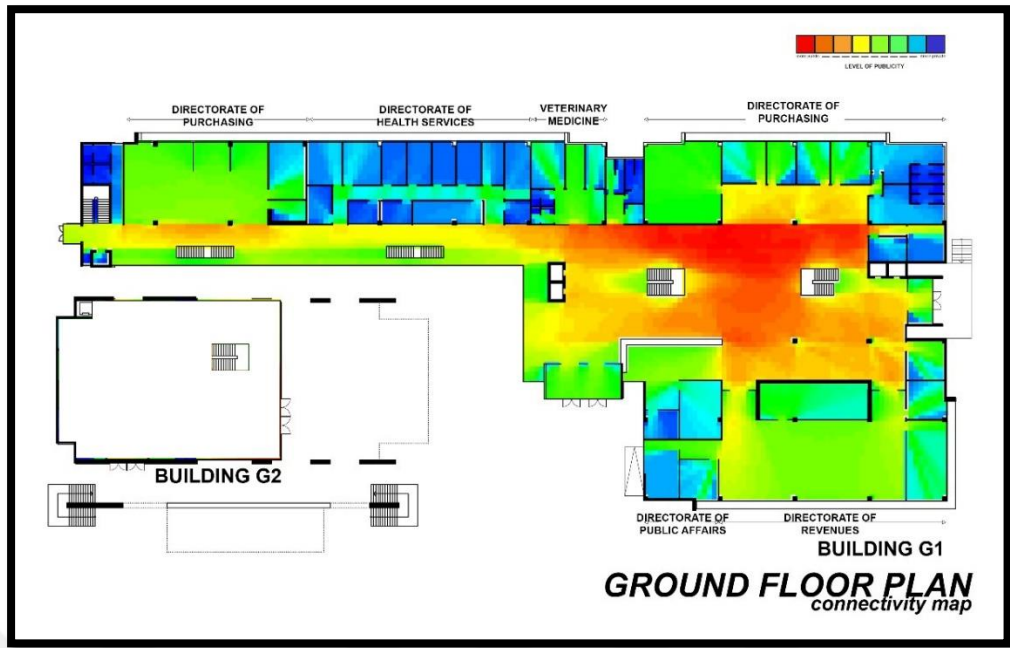 LEVEL OF PUBLICITY
DIRECTORATE OF
PURCHASING
DIRECTORATE OF
HEALTH SERVICES
VETERINARY
MEDICINE
DIRECTORATE OF
PURCHASING
BUILDING G2
DIRECTORATE OF
PUBLIC AFFAIRS
DIRECTORATE OF
REVENUES
BUILDING G1
GROUND FLOOR PLAN
connectivity map